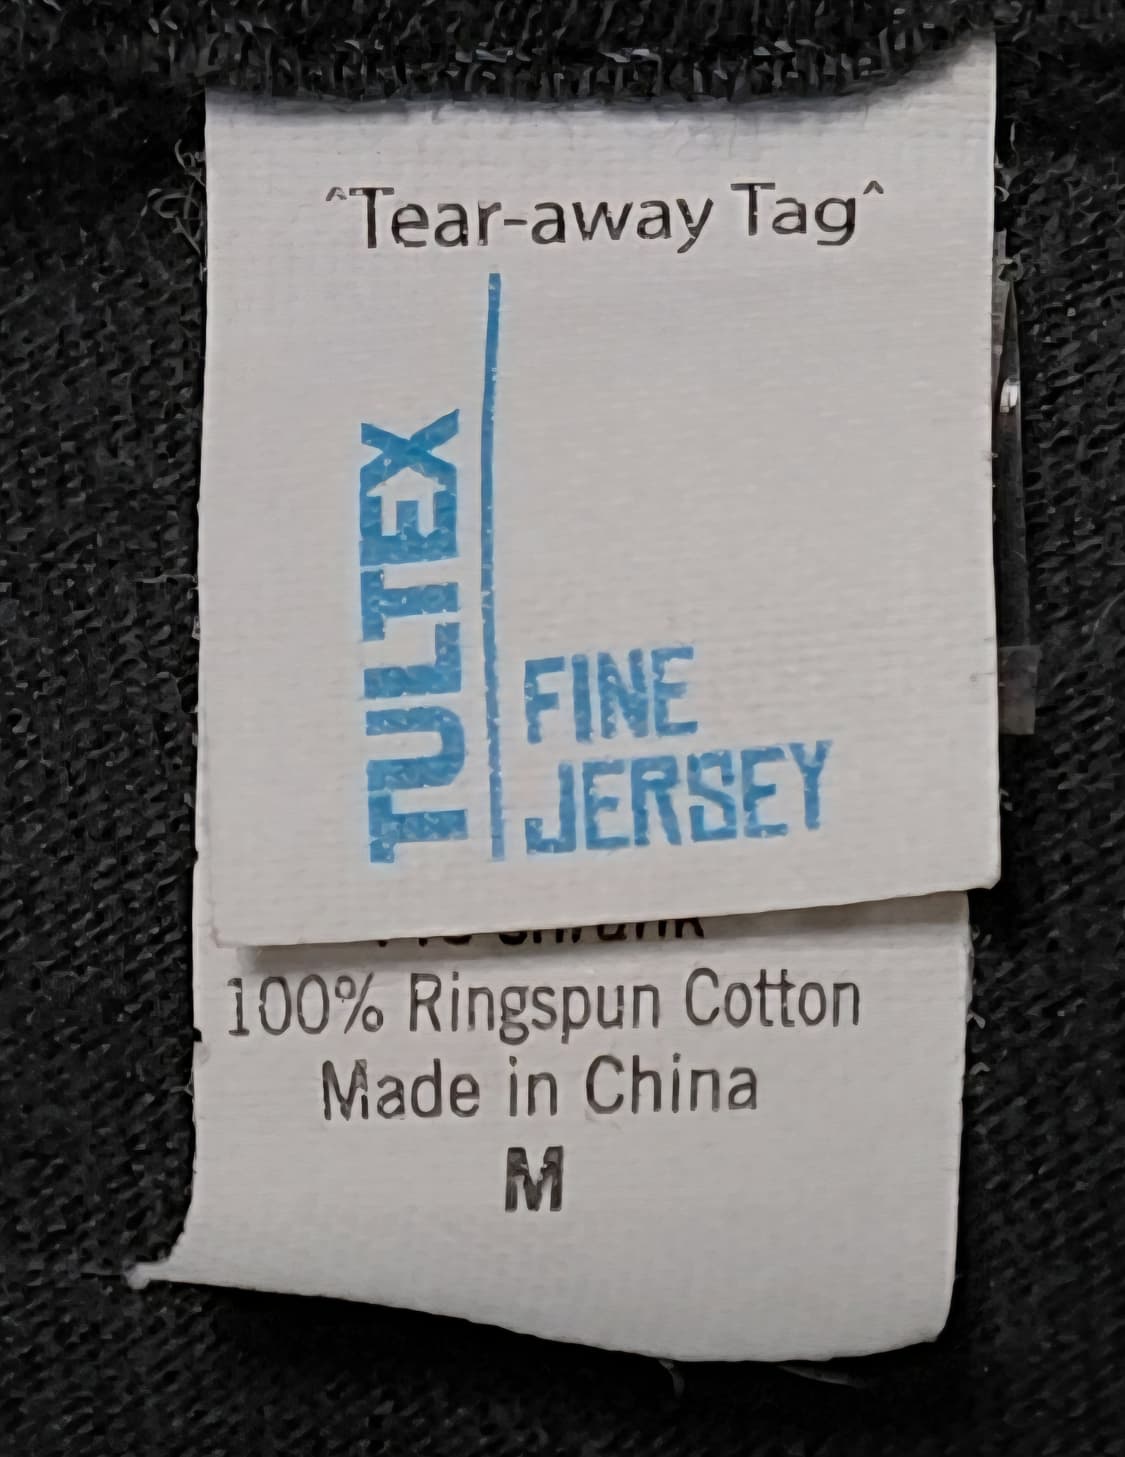 ^Tear-away Tag^
TULTEX
FINE
JERSEY
100% Ringspun Cotton
Made in China
M